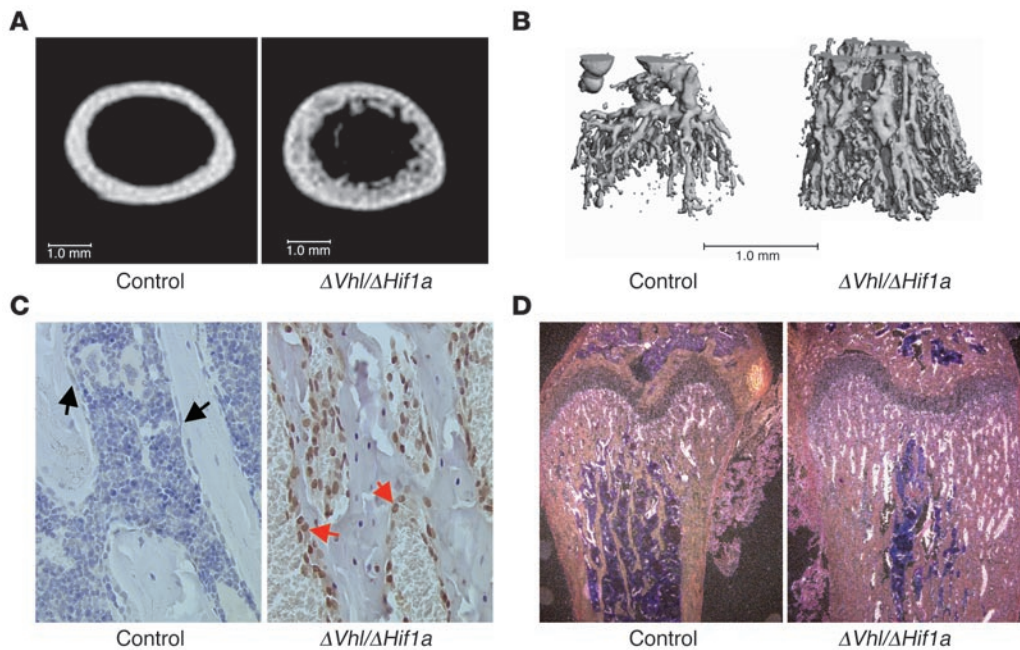 A
B
1.0 mm
1.0 mm
1.0 mm
Control
ΔVhl/ΔHif1a
Control
ΔVhl/ΔHif1a
C
D
Control
ΔVhl/ΔHif1a
Control
ΔVhl/ΔHif1a